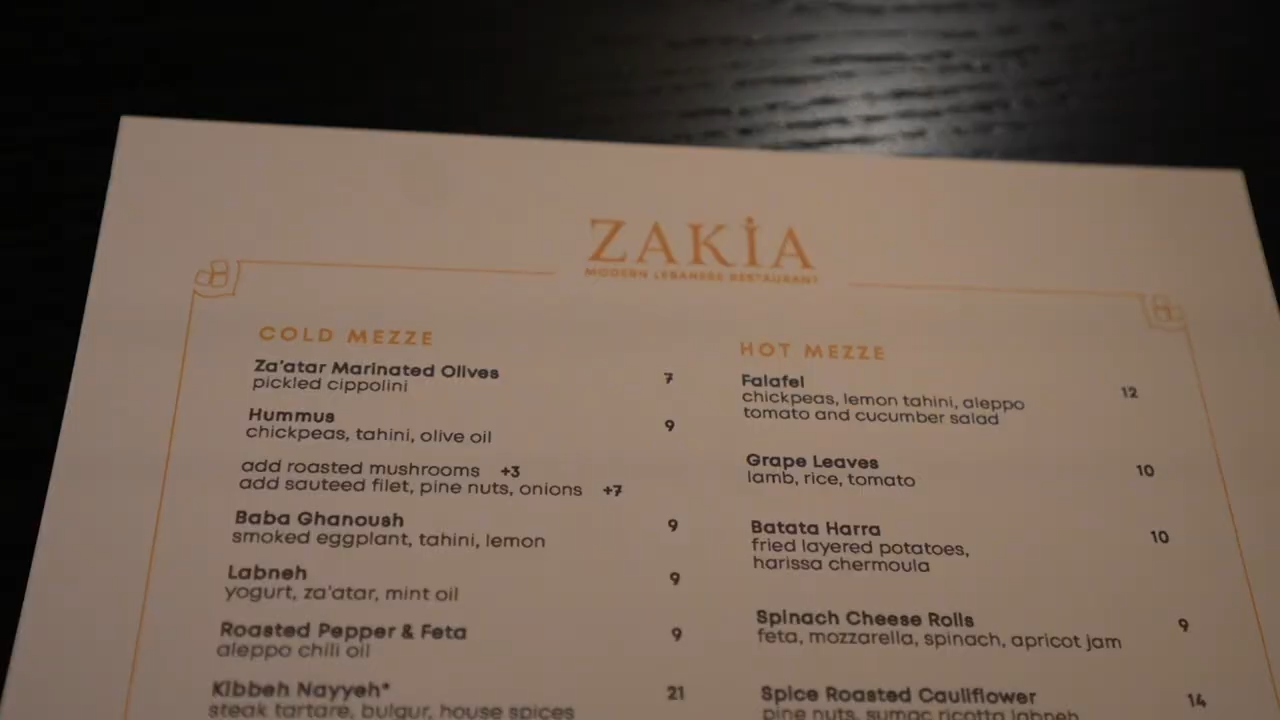 ZAKİA
MODERN LEBANESE RESTAURANT
COLD MEZZE
Za'atar Marinated Olives 7
pickled cippolini
Hummus 9
chickpeas, tahini, olive oil
add roasted mushrooms +3
add sauteed filet, pine nuts, onions +7
Baba Ghanoush 9
smoked eggplant, tahini, lemon
Labneh 9
yogurt, za'atar, mint oil
Roasted Pepper & Feta 9
aleppo chili oil
Kibbeh Nayyeh* 21
steak tartare, bulgur, house spices
HOT MEZZE
Falafel 12
chickpeas, lemon tahini, aleppo
tomato and cucumber salad
Grape Leaves 10
lamb, rice, tomato
Batata Harra 10
fried layered potatoes,
harissa chermoula
Spinach Cheese Rolls 9
feta, mozzarella, spinach, apricot jam
Spice Roasted Cauliflower 14
pine nuts, sumac ricotta labneh